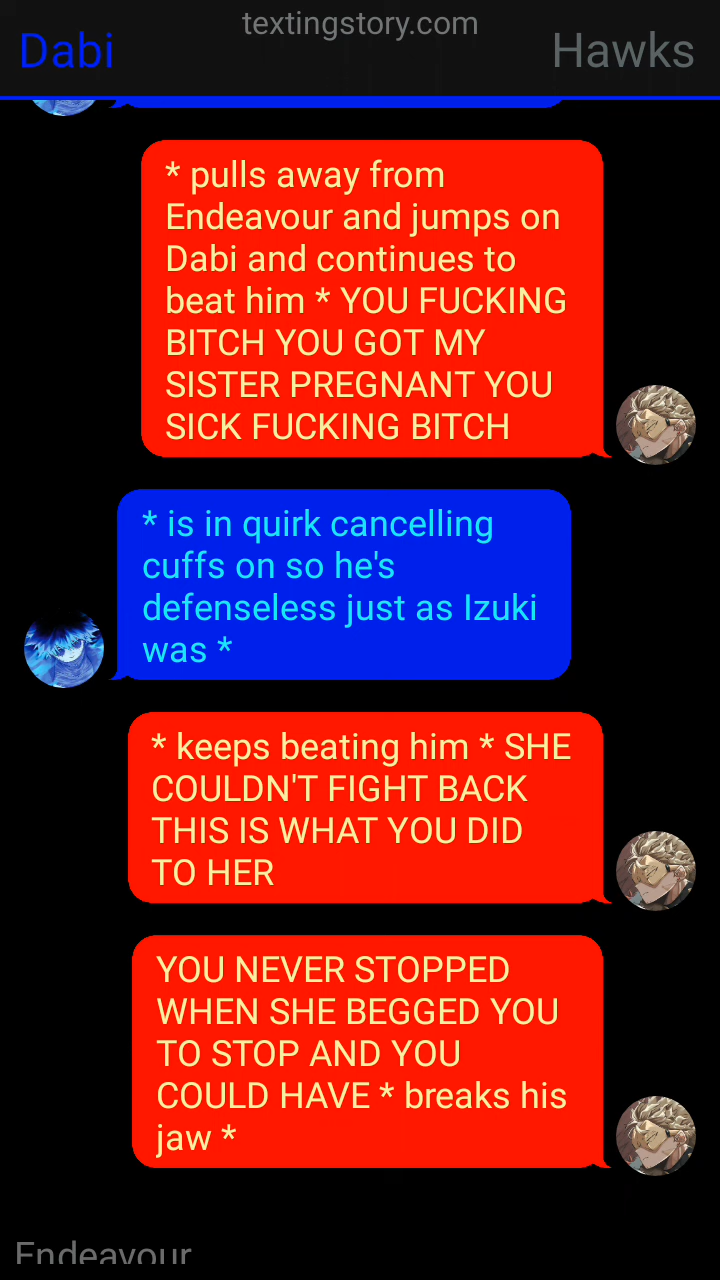 textingstory.com
Dabi
Hawks
* pulls away from
Endeavour and jumps on
Dabi and continues to
beat him * YOU FUCKING
BITCH YOU GOT MY
SISTER PREGNANT YOU
SICK FUCKING BITCH
* is in quirk cancelling
cuffs on so he's
defenseless just as Izuki
was *
* keeps beating him * SHE
COULDN'T FIGHT BACK
THIS IS WHAT YOU DID
TO HER
YOU NEVER STOPPED
WHEN SHE BEGGED YOU
TO STOP AND YOU
COULD HAVE * breaks his
jaw *
Endeavour